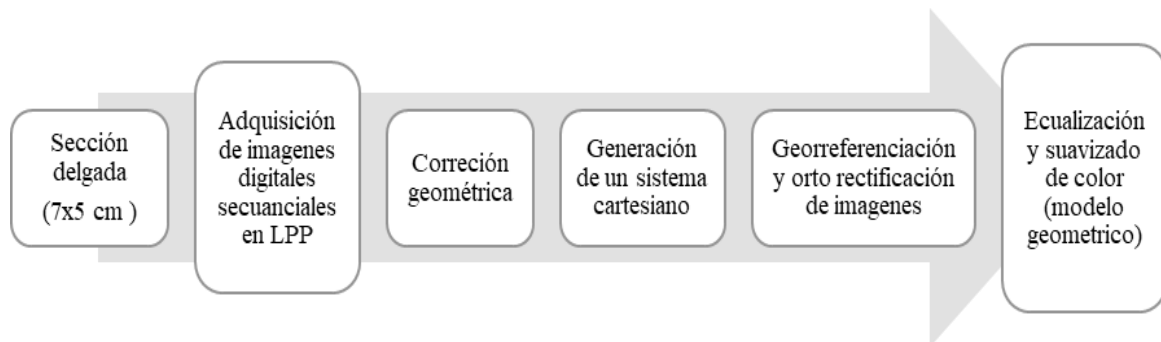 Sección
delgada
(7x5 cm )
Adquisición
de imagenes
digitales
secuanciales
en LPP
Correción
geométrica
Generación
de un sistema
cartesiano
Georreferenciación
y orto rectificación
de imagenes
Ecualización
y suavizado
de color
(modelo
geometrico)